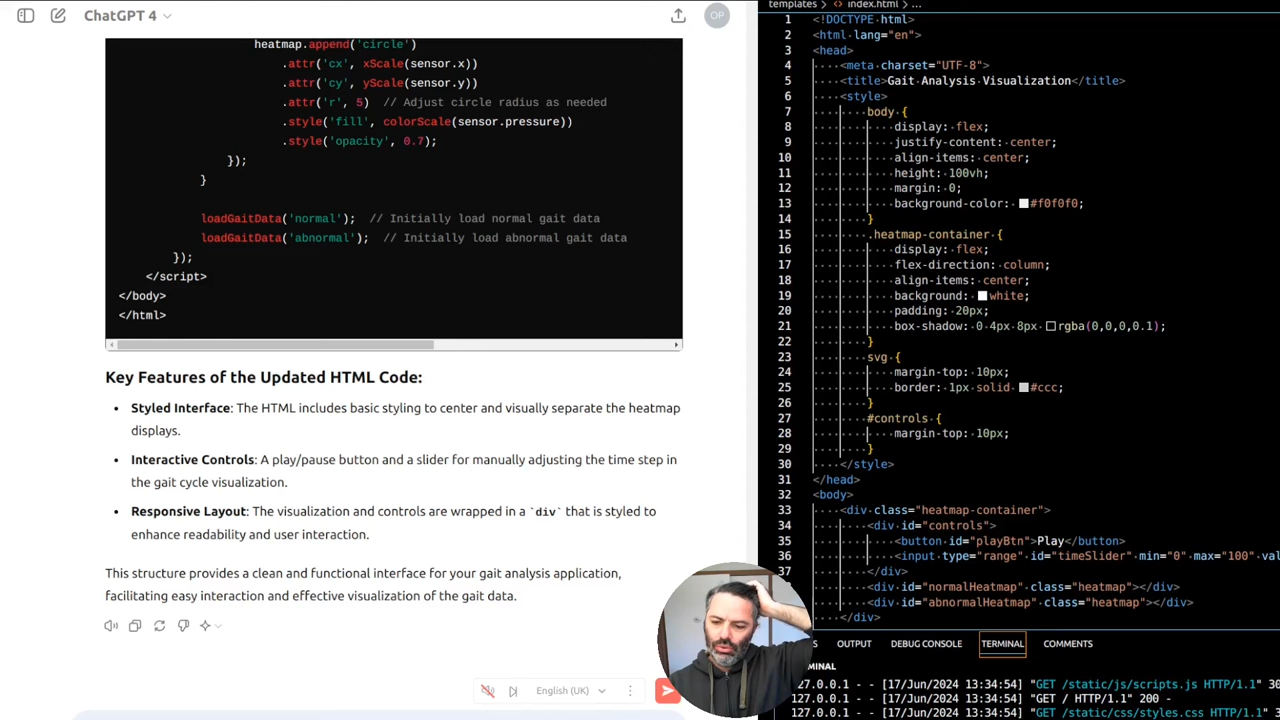 ChatGPT 4
OP
heatmap.append('circle')
.attr('cx', xScale(sensor.x))
.attr('cy', yScale(sensor.y))
.attr('r', 5)  // Adjust circle radius as needed
.style('fill', colorScale(sensor.pressure))
.style('opacity', 0.7);
});
}
loadGaitData('normal');  // Initially load normal gait data
loadGaitData('abnormal');  // Initially load abnormal gait data
});
</script>
</body>
</html>
Key Features of the Updated HTML Code:
• Styled Interface: The HTML includes basic styling to center and visually separate the heatmap
displays.
• Interactive Controls: A play/pause button and a slider for manually adjusting the time step in
the gait cycle visualization.
• Responsive Layout: The visualization and controls are wrapped in a `div` that is styled to
enhance readability and user interaction.
This structure provides a clean and functional interface for your gait analysis application,
facilitating easy interaction and effective visualization of the gait data.
English (UK)
templates > <> index.html > ...
1 <!DOCTYPE html>
2 <html lang="en">
3 <head>
4 <meta charset="UTF-8">
5 <title>Gait Analysis Visualization</title>
6 <style>
7 body {
8 display: flex;
9 justify-content: center;
10 align-items: center;
11 height: 100vh;
12 margin: 0;
13 background-color: #f0f0f0;
14 }
15 .heatmap-container {
16 display: flex;
17 flex-direction: column;
18 align-items: center;
19 background: white;
20 padding: 20px;
21 box-shadow: 0 4px 8px rgba(0,0,0,0.1);
22 }
23 svg {
24 margin-top: 10px;
25 border: 1px solid #ccc;
26 }
27 #controls {
28 margin-top: 10px;
29 }
30 </style>
31 </head>
32 <body>
33 <div class="heatmap-container">
34 <div id="controls">
35 <button id="playBtn">Play</button>
36 <input type="range" id="timeSlider" min="0" max="100"
37 </div>
<div id="normalHeatmap" class="heatmap"></div>
<div id="abnormalHeatmap" class="heatmap"></div>
</div>
OUTPUT DEBUG CONSOLE TERMINAL COMMENTS
127.0.0.1 - - [17/Jun/2024 13:34:54] "GET /static/js/scripts.js HTTP/1.1"
127.0.0.1 - - [17/Jun/2024 13:34:54] "GET / HTTP/1.1" 200 -
127.0.0.1 - - [17/Jun/2024 13:34:54] "GET /static/css/styles.css HTTP/1.1"